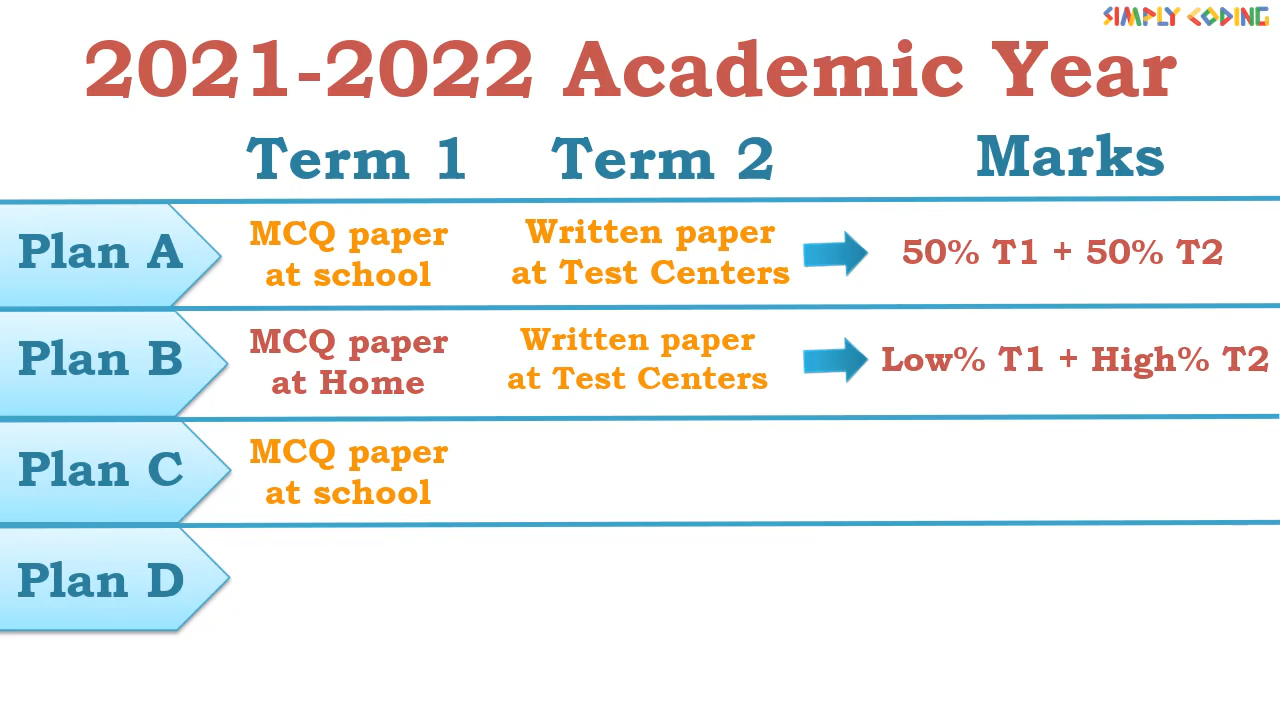 SIMPLY CODING
2021-2022 Academic Year
Term 1 Term 2 Marks
Plan A
MCQ paper
at school
Written paper
at Test Centers
50% T1 + 50% T2
Plan B
MCQ paper
at Home
Written paper
at Test Centers
Low% T1 + High% T2
Plan C
MCQ paper
at school
Plan D